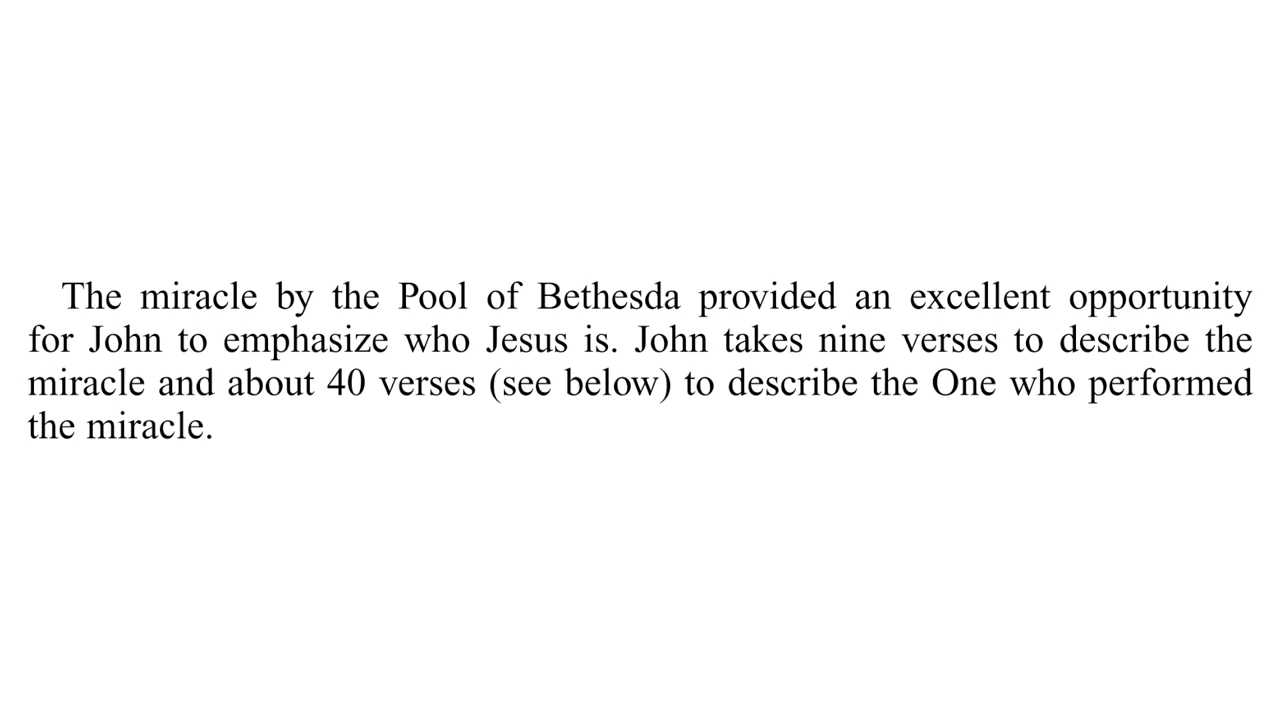 The miracle by the Pool of Bethesda provided an excellent opportunity
for John to emphasize who Jesus is. John takes nine verses to describe the
miracle and about 40 verses (see below) to describe the One who performed
the miracle.